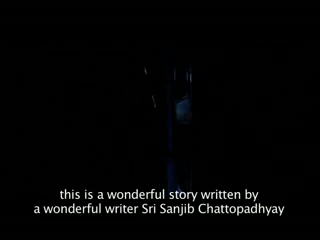 this is a wonderful story written by
a wonderful writer Sri Sanjib Chattopadhyay